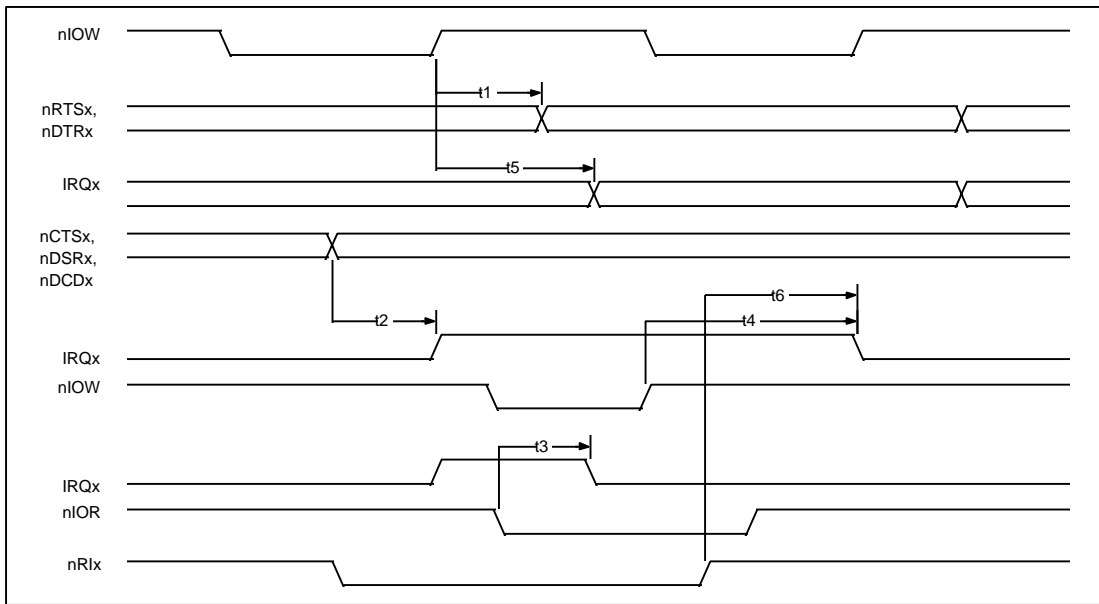 nIOW
t1
nRTSx,
nDTRx
t5
IRQx
nCTSx,
nDSRx,
nDCDx
t6
t2
t4
IRQx
nIOW
t3
IRQx
nIOR
nRIx